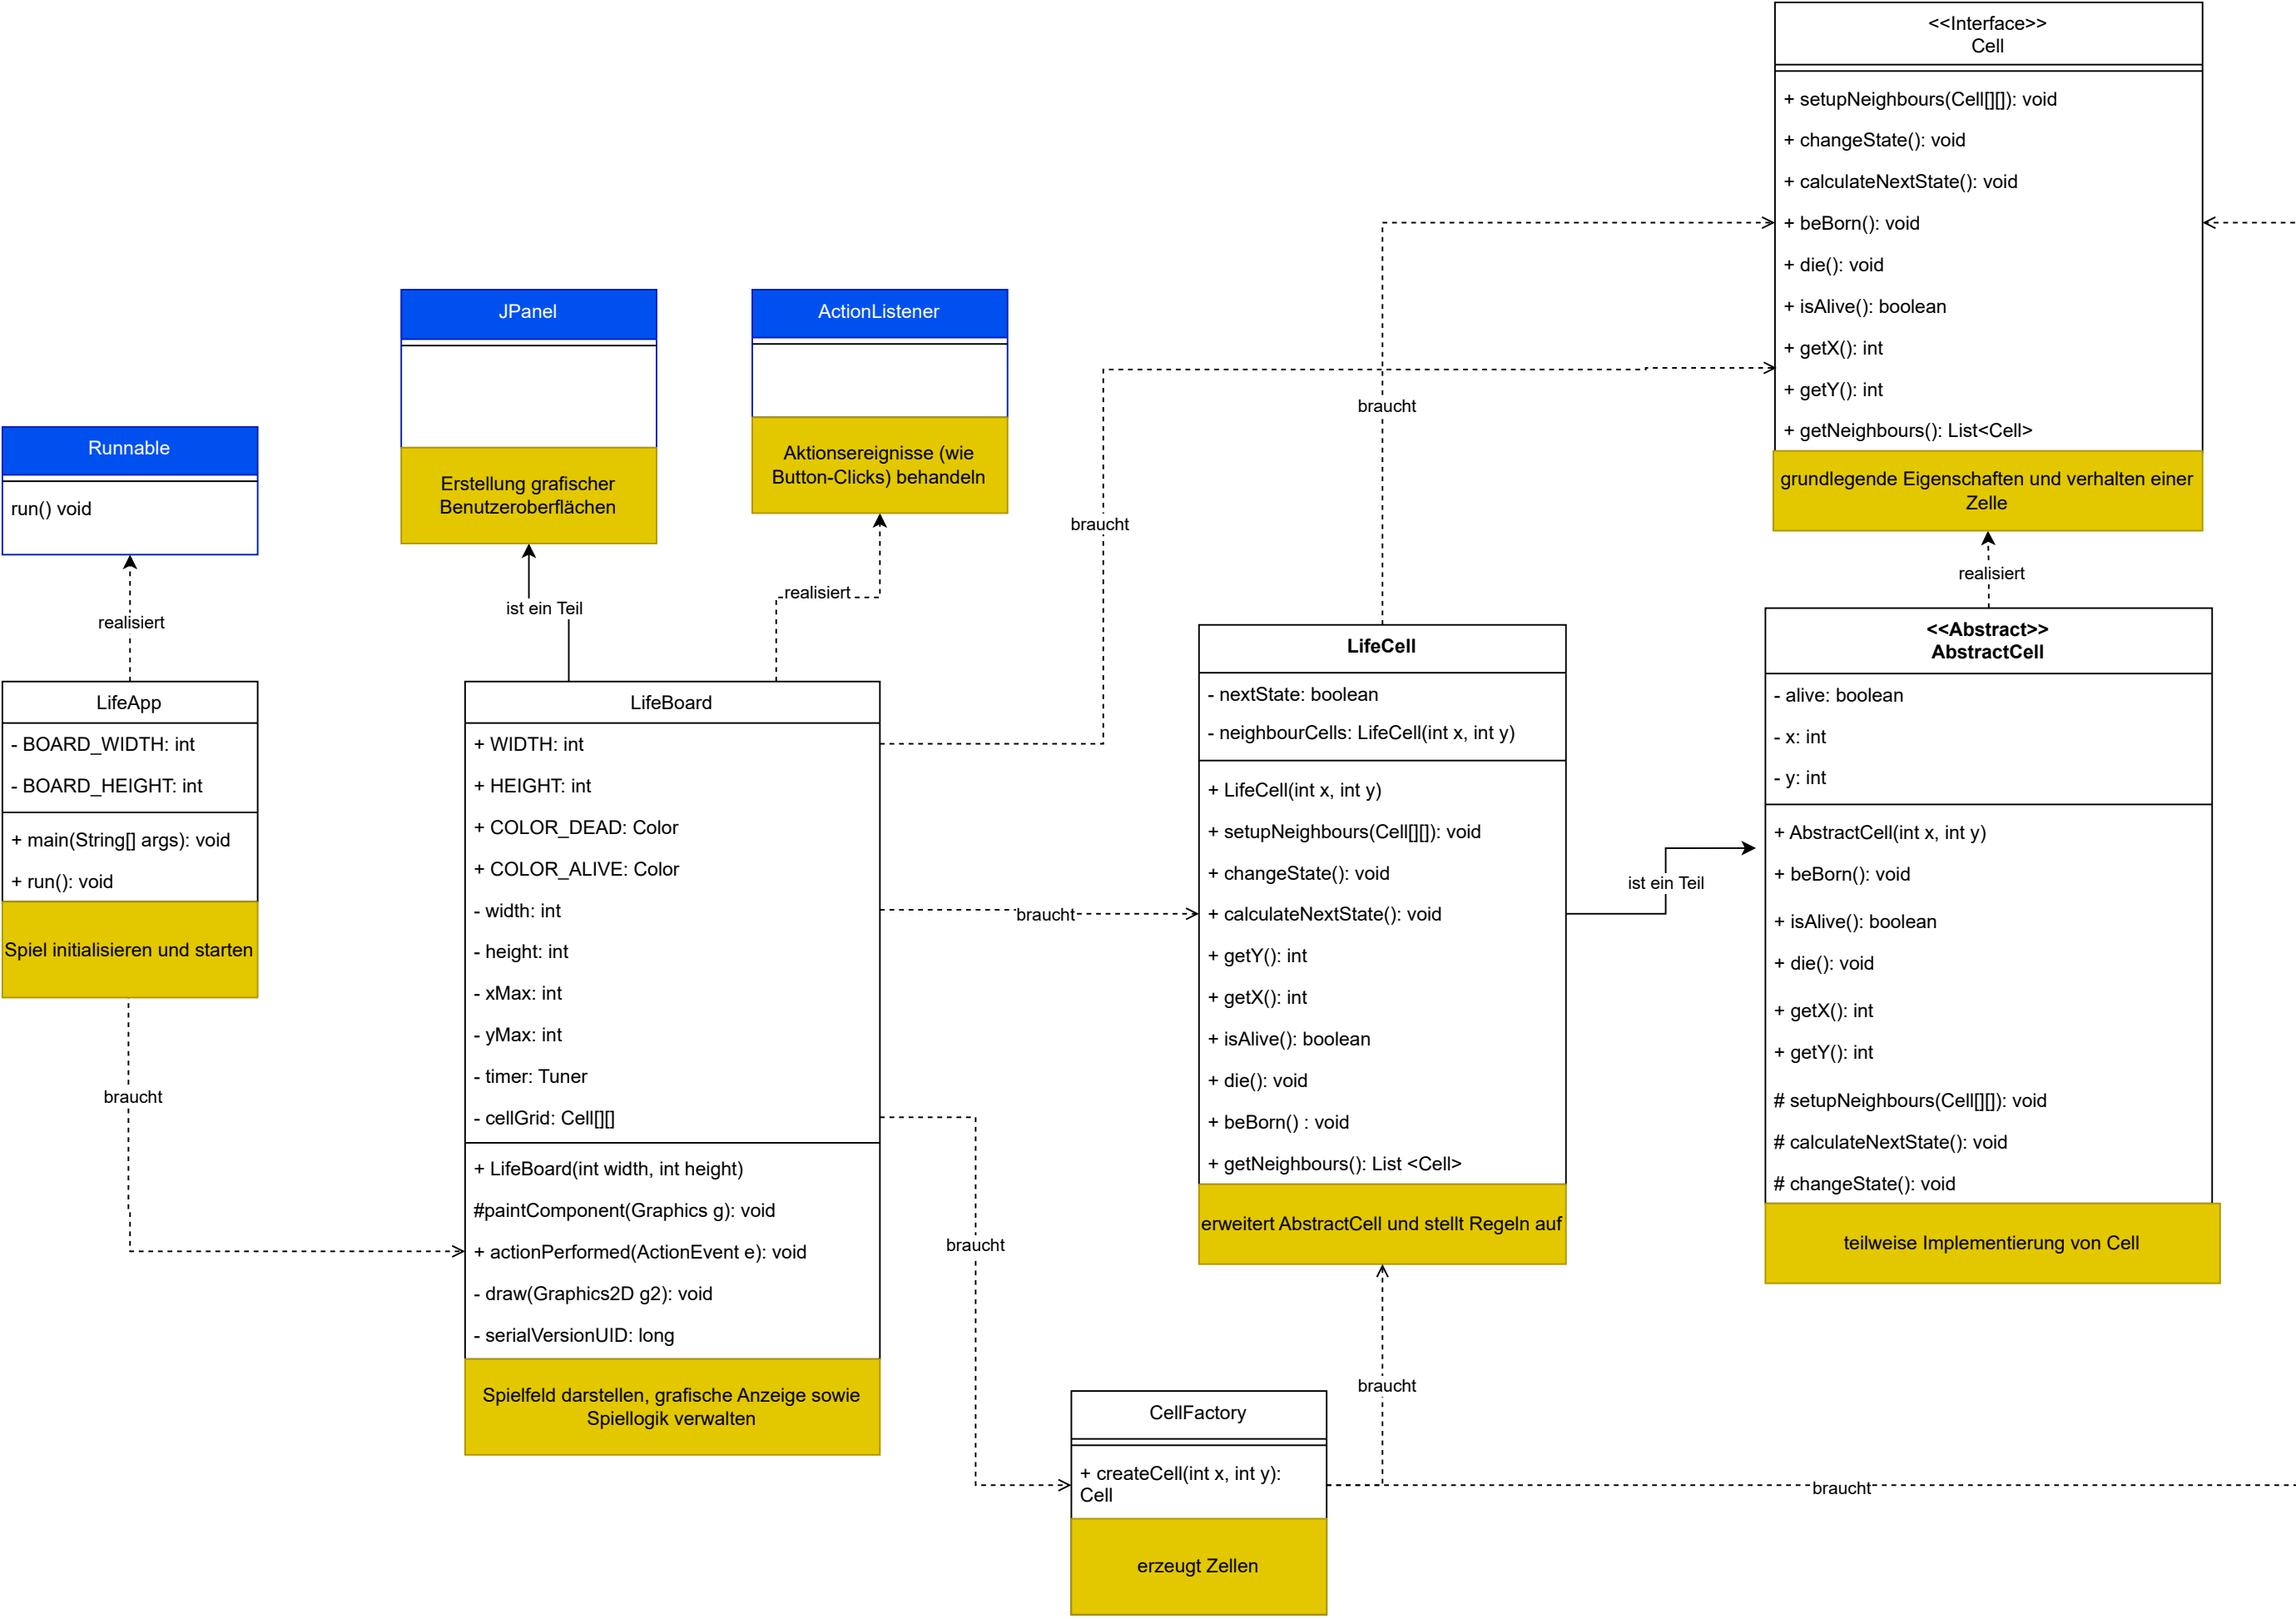 <<Interface>>
Cell
+ setupNeighbours(Cell[][]): void
+ changeState(): void
+ calculateNextState(): void
+ beBorn(): void
+ die(): void
+ isAlive(): boolean
+ getX(): int
+ getY(): int
+ getNeighbours(): List<Cell>
grundlegende Eigenschaften und verhalten einer
Zelle
JPanel
Erstellung grafischer
Benutzeroberflächen
ActionListener
Aktionsereignisse (wie
Button-Clicks) behandeln
Runnable
run() void
braucht
braucht
realisiert
realisiert
ist ein Teil
realisiert
LifeApp
- BOARD_WIDTH: int
- BOARD_HEIGHT: int
+ main(String[] args): void
+ run(): void
Spiel initialisieren und starten
braucht
LifeBoard
+ WIDTH: int
+ HEIGHT: int
+ COLOR_DEAD: Color
+ COLOR_ALIVE: Color
- width: int
- height: int
- xMax: int
- yMax: int
- timer: Tuner
- cellGrid: Cell[][]
+ LifeBoard(int width, int height)
#paintComponent(Graphics g): void
+ actionPerformed(ActionEvent e): void
- draw(Graphics2D g2): void
- serialVersionUID: long
Spielfeld darstellen, grafische Anzeige sowie
Spiellogik verwalten
braucht
braucht
LifeCell
- nextState: boolean
- neighbourCells: LifeCell(int x, int y)
+ LifeCell(int x, int y)
+ setupNeighbours(Cell[][]): void
+ changeState(): void
+ calculateNextState(): void
+ getY(): int
+ getX(): int
+ isAlive(): boolean
+ die(): void
+ beBorn() : void
+ getNeighbours(): List <Cell>
erweitert AbstractCell und stellt Regeln auf
ist ein Teil
<<Abstract>>
AbstractCell
- alive: boolean
- x: int
- y: int
+ AbstractCell(int x, int y)
+ beBorn(): void
+ isAlive(): boolean
+ die(): void
+ getX(): int
+ getY(): int
# setupNeighbours(Cell[][]): void
# calculateNextState(): void
# changeState(): void
teilweise Implementierung von Cell
braucht
CellFactory
+ createCell(int x, int y):
Cell
erzeugt Zellen
braucht